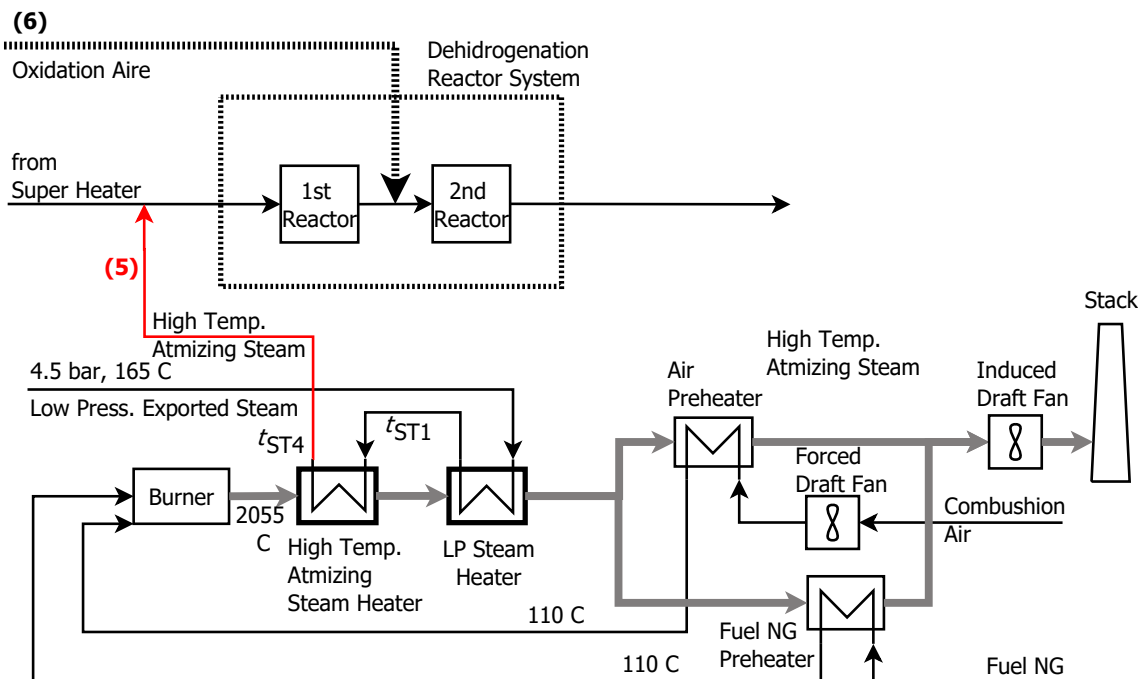 (6)
Oxidation Aire
Dehidrogenation
Reactor System
from
Super Heater
1st
Reactor
2nd
Reactor
(5)
High Temp.
Atmizing Steam
4.5 bar, 165 C
Low Press. Exported Steam
tST4
tST1
Air
Preheater
High Temp.
Atmizing Steam
Induced
Draft Fan
Stack
Burner
2055
C
High Temp.
Atmizing
Steam Heater
LP Steam
Heater
Forced
Draft Fan
Combushion
Air
110 C
Fuel NG
Preheater
110 C
Fuel NG